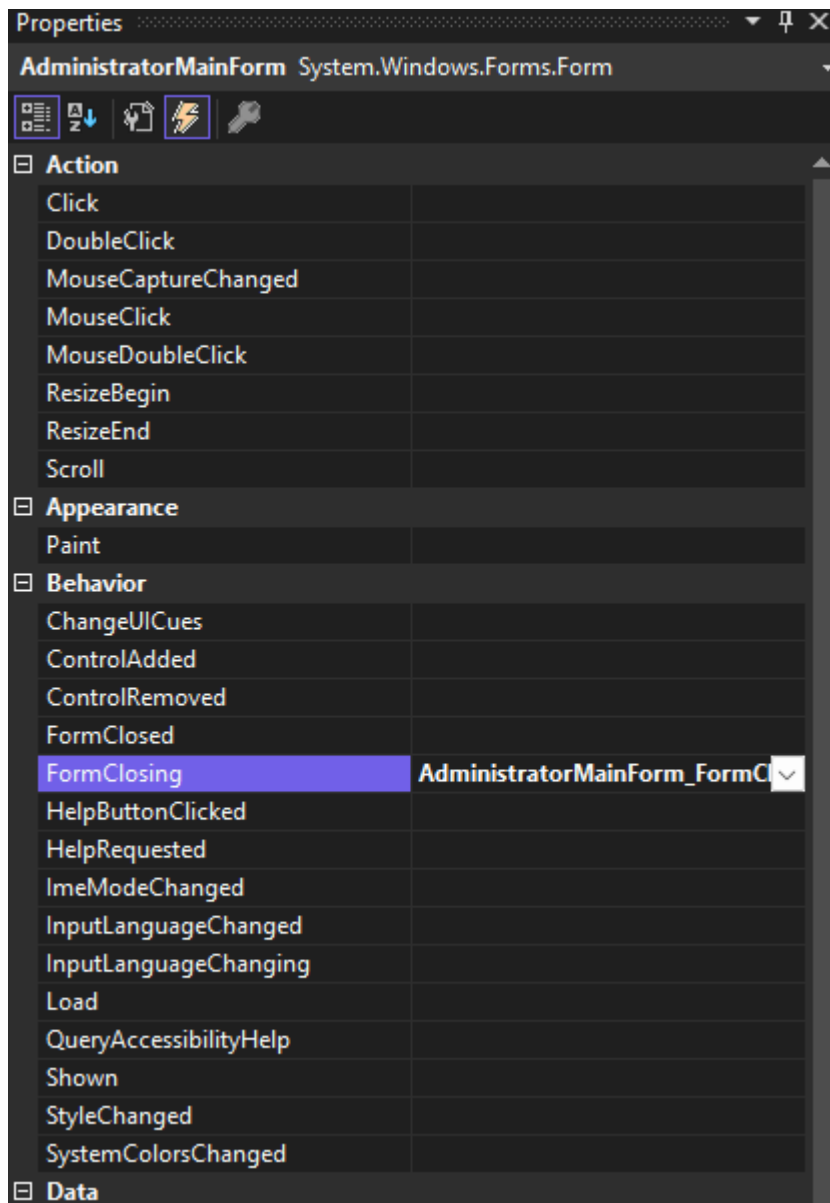 Properties
AdministratorMainForm System.Windows.Forms.Form
Action
Click
DoubleClick
MouseCaptureChanged
MouseClick
MouseDoubleClick
ResizeBegin
ResizeEnd
Scroll
Appearance
Paint
Behavior
ChangeUICues
ControlAdded
ControlRemoved
FormClosed
FormClosing AdministratorMainForm_FormCl
HelpButtonClicked
HelpRequested
ImeModeChanged
InputLanguageChanged
InputLanguageChanging
Load
QueryAccessibilityHelp
Shown
StyleChanged
SystemColorsChanged
Data